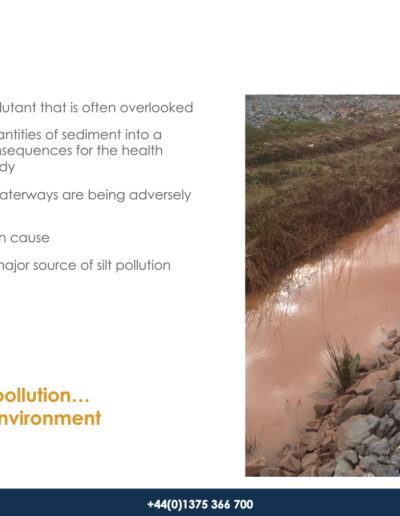 lutant that is often overlooked
antities of sediment into a
nsequences for the health
dy
aterways are being adversely
n cause
major source of silt pollution
pollution…
nvironment
+44(0)1375 366 700